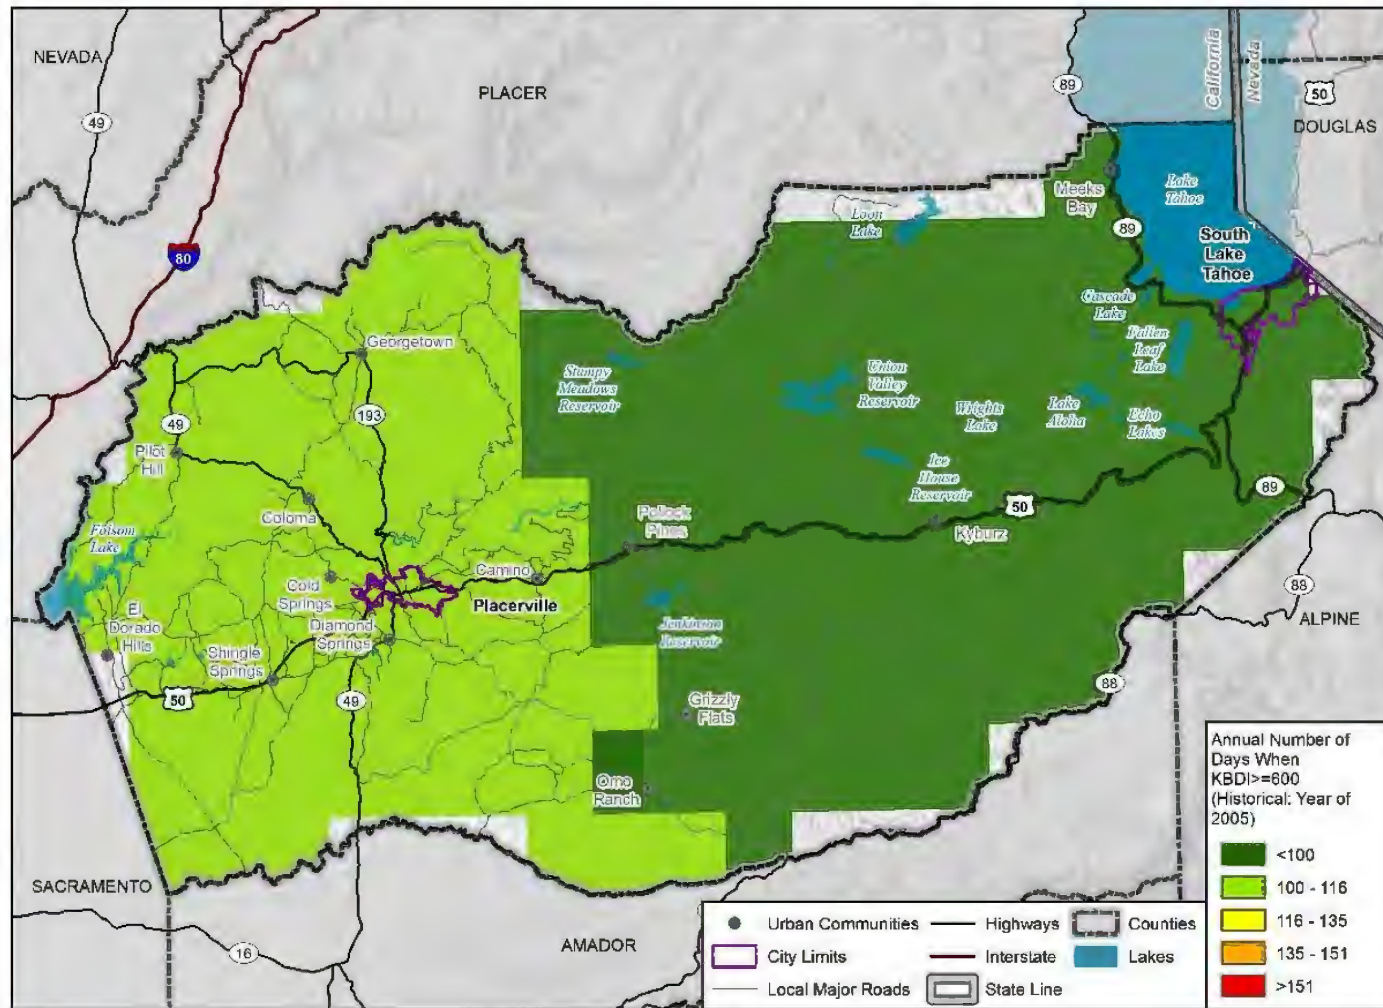 NEVADA
49
PLACER
89
California
Nevada
50
DOUGLAS
80
Meeks
Bay
Lake
Tahoe
89
South
Lake
Tahoe
Loon
Lake
Cascade
Lake
Fallen
Leaf
Lake
Georgetown
Stumpy
Meadows
Reservoir
Union
Valley
Reservoir
Wrights
Lake
Lake
Aloha
Echo
Lakes
49
193
Pilot
Hill
Ice
House
Reservoir
89
Coloma
Pollock
Pines
50
Kyburz
Folsom
Lake
Camino
Cold
Springs
Placerville
88
ALPINE
El
Dorado
Hills
Diamond
Springs
Jenkinson
Reservoir
Shingle
Springs
50
49
Grizzly
Flats
88
Omo
Ranch
SACRAMENTO
16
AMADOR
Annual Number of
Days When
KBDI>=600
(Historical: Year of
2005)
<100
100 - 116
116 - 135
135 - 151
>151
Urban Communities
Highways
Counties
City Limits
Interstate
Lakes
Local Major Roads
State Line